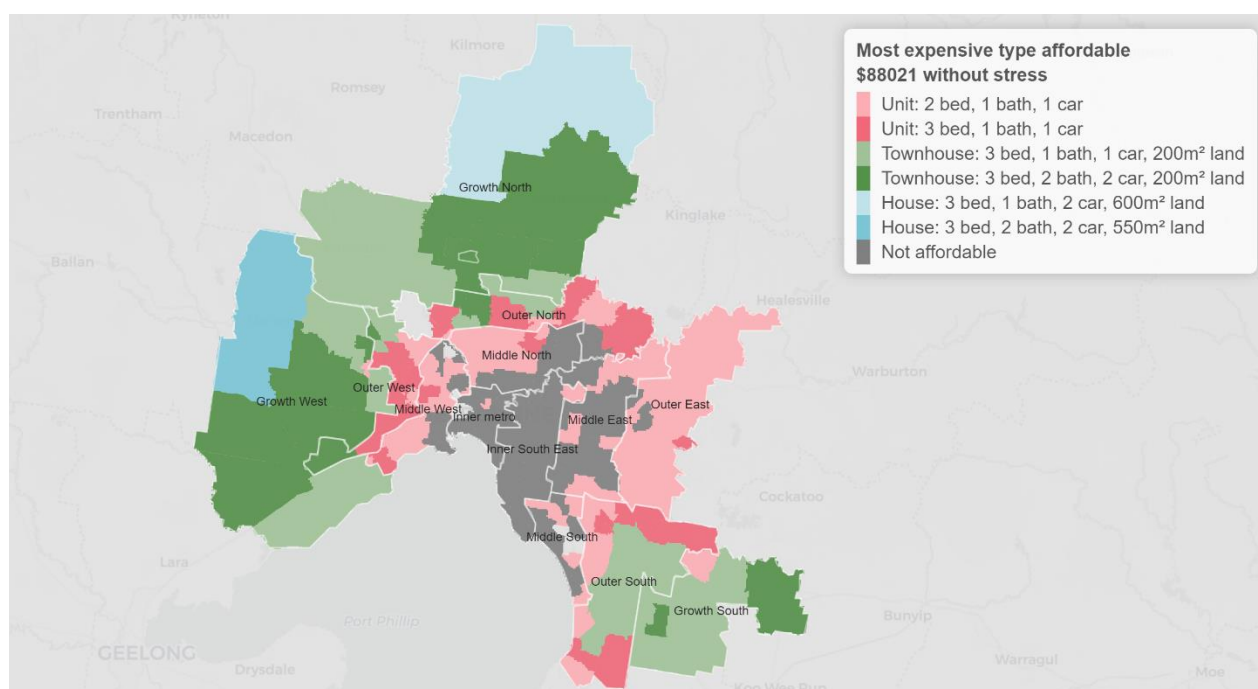 Kyneton
Kilmore
Romsey
Trentham
Macedon
Growth North
Kinglake
Ballan
Healesville
Outer North
Middle North
Warburton
Outer West
Growth West
Middle West
Outer East
Inner metro
Middle East
Inner South East
Cockatoo
Middle South
Lara
Outer South
Growth South
Port Phillip
Bunyip
GEELONG
Warragul
Drysdale
Moe
Koo Wee Rup
Most expensive type affordable
$88021 without stress
Unit: 2 bed, 1 bath, 1 car
Unit: 3 bed, 1 bath, 1 car
Townhouse: 3 bed, 1 bath, 1 car, 200m² land
Townhouse: 3 bed, 2 bath, 2 car, 200m² land
House: 3 bed, 1 bath, 2 car, 600m² land
House: 3 bed, 2 bath, 2 car, 550m² land
Not affordable